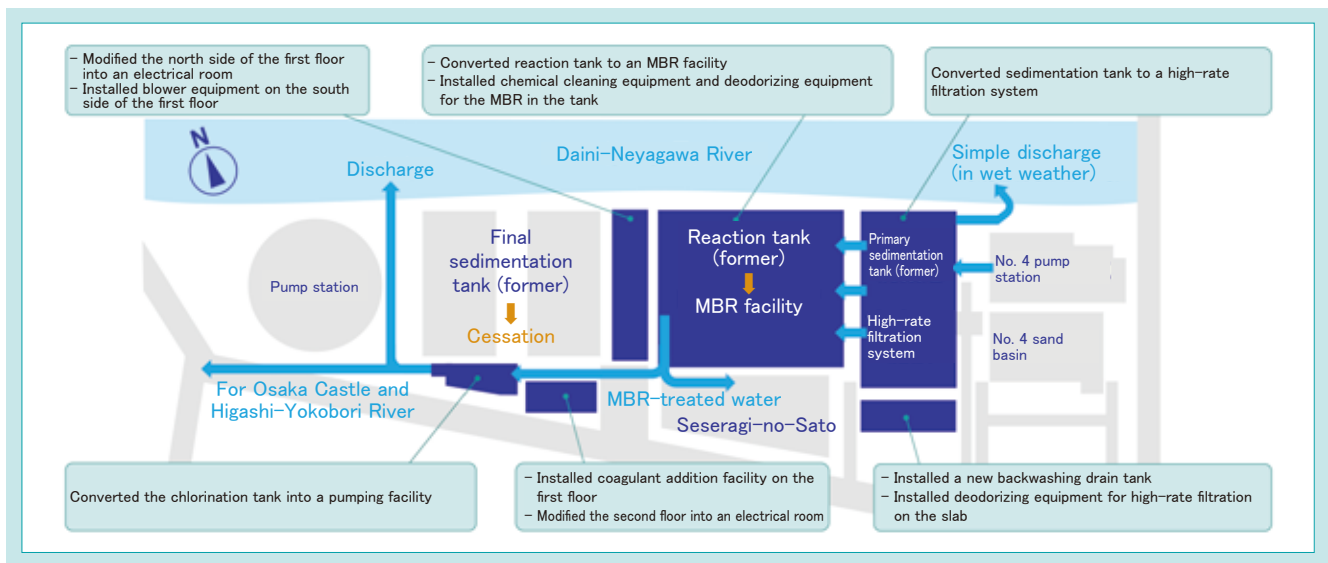 - Modified the north side of the first floor
into an electrical room
- Installed blower equipment on the south
side of the first floor
- Converted reaction tank to an MBR facility
- Installed chemical cleaning equipment and deodorizing equipment
for the MBR in the tank
Converted sedimentation tank to a high-rate
filtration system
N
Daini-Neyagawa River
Discharge
Simple discharge
(in wet weather)
Pump station
Final
sedimentation
tank (former)
Cessation
Reaction tank
(former)
MBR facility
Primary
sedimentation
tank (former)
High-rate
filtration
system
No. 4 pump
station
No. 4 sand
basin
For Osaka Castle and
Higashi-Yokobori River
MBR-treated water
Seseragi-no-Sato
Converted the chlorination tank into a pumping facility
- Installed coagulant addition facility on the
first floor
- Modified the second floor into an electrical room
- Installed a new backwashing drain tank
- Installed deodorizing equipment for high-rate filtration
on the slab